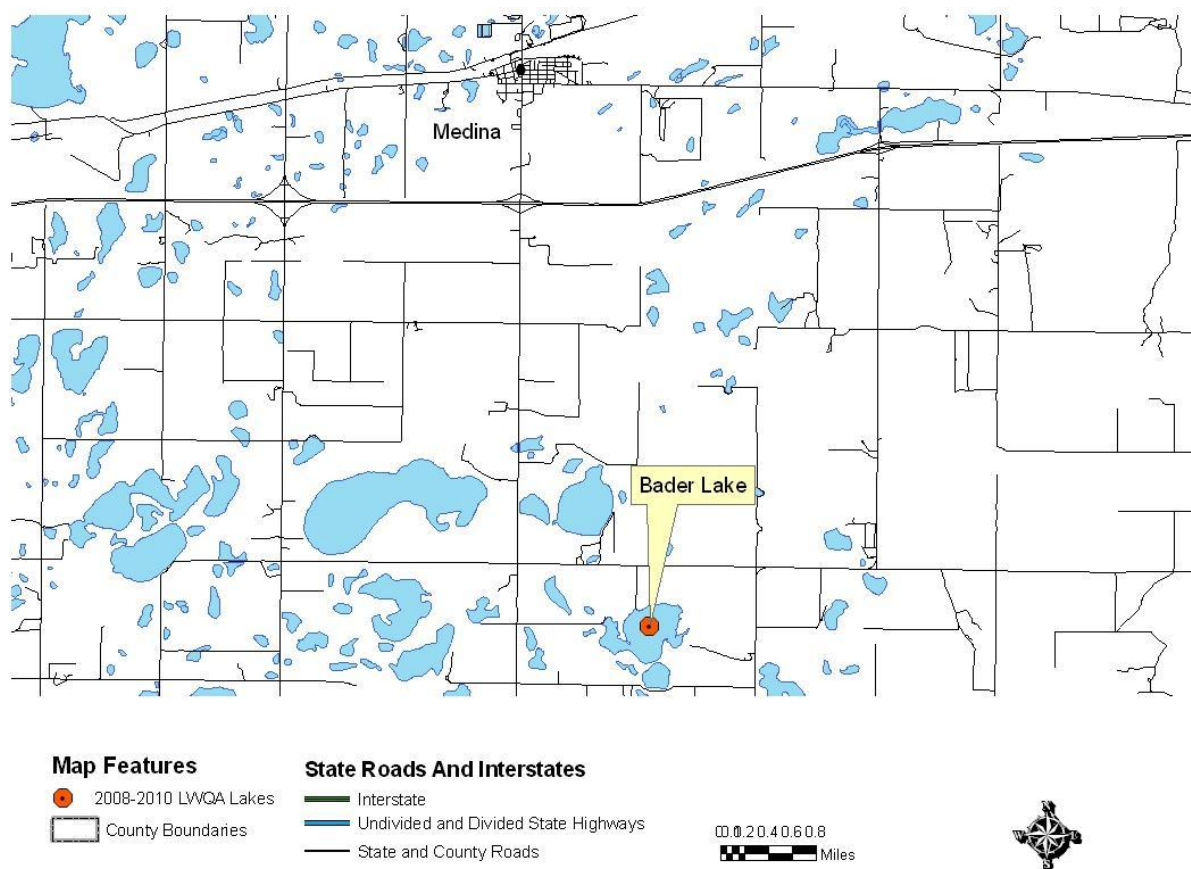 Medina
Bader Lake
Map Features
2008-2010 LWQA Lakes
County Boundaries
State Roads And Interstates
Interstate
Undivided and Divided State Highways
State and County Roads
Miles
N
W
E
S